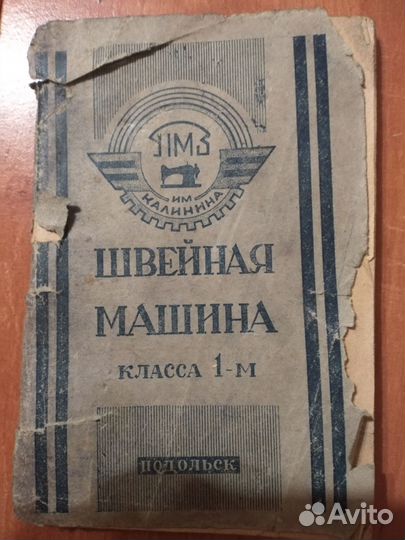 ПМЗ
ИМ
КАЛИНИНА
ШВЕЙНАЯ
МАШИНА
КЛАССА 1-М
ПОДОЛЬСК
Avito